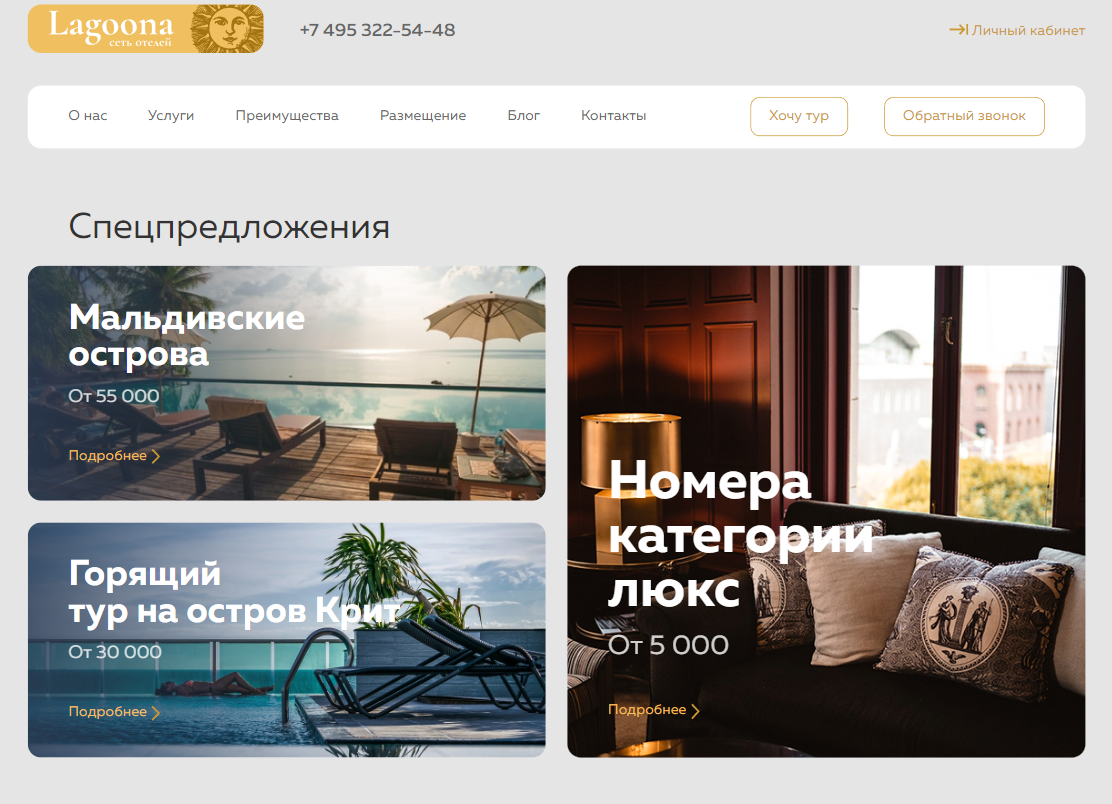 Lagoona
сеть отелей
+7 495 322-54-48
Личный кабинет
О нас
Услуги
Преимущества
Размещение
Блог
Контакты
Хочу тур
Обратный звонок
Спецпредложения
Мальдивские
острова
От 55 000
Подробнее
Горящий
тур на остров Крит
От 30 000
Подробнее
Номера
категории
люкс
От 5 000
Подробнее